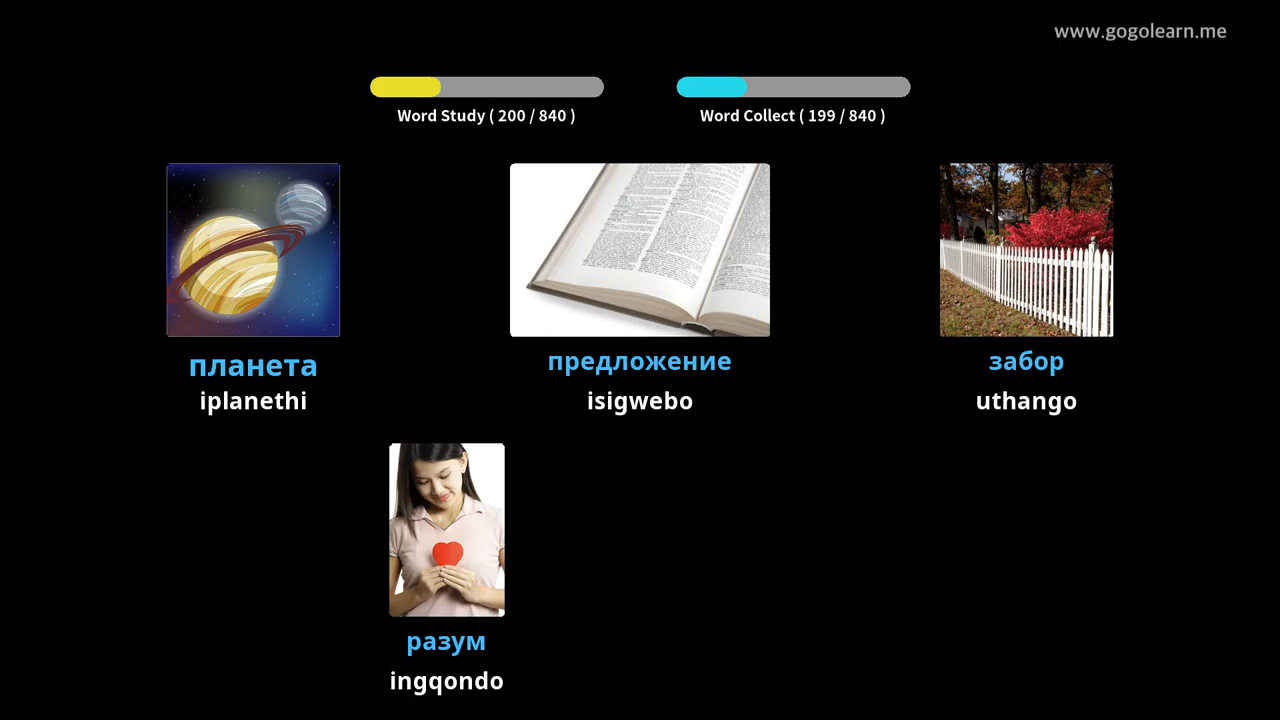 www.gogolearn.me
Word Study ( 200 / 840 )
Word Collect ( 199 / 840 )
планета
iplanethi
предложение
isigwebo
забор
uthango
разум
ingqondo